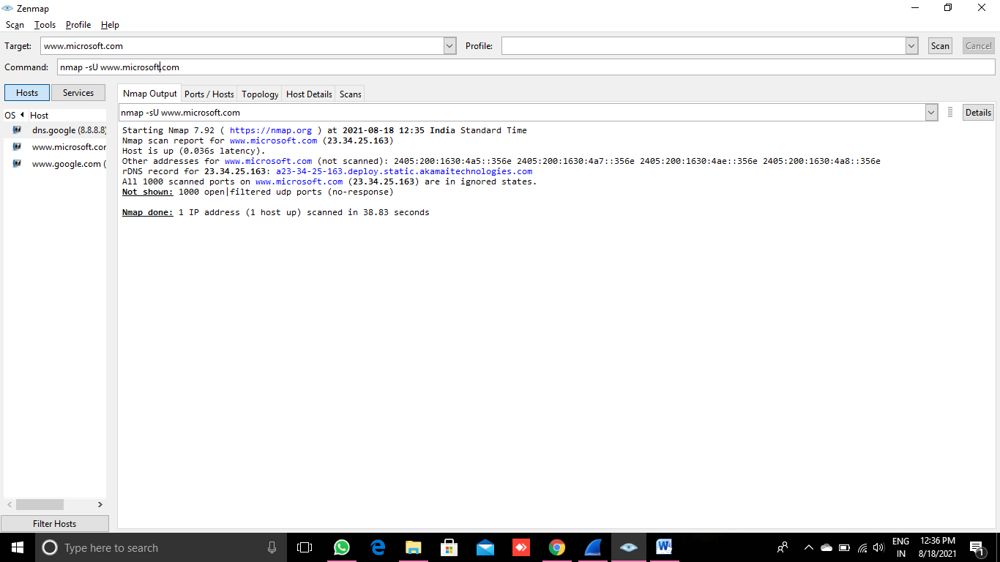 Zenmap
Scan Tools Profile Help
Target: www.microsoft.com Profile: Scan Cancel
Command: nmap -sU www.microsoft.com
Hosts Services
OS Host
dns.google (8.8.8.8)
www.microsoft.cor
www.google.com (
Filter Hosts
Nmap Output Ports / Hosts Topology Host Details Scans
nmap -sU www.microsoft.com Details
Starting Nmap 7.92 ( https://nmap.org ) at 2021-08-18 12:35 India Standard Time
Nmap scan report for www.microsoft.com (23.34.25.163)
Host is up (0.036s latency).
Other addresses for www.microsoft.com (not scanned): 2405:200:1630:4a5::356e 2405:200:1630:4a7::356e 2405:200:1630:4ae::356e 2405:200:1630:4a8::356e
rDNS record for 23.34.25.163: a23-34-25-163.deploy.static.akamaitechnologies.com
All 1000 scanned ports on www.microsoft.com (23.34.25.163) are in ignored states.
Not shown: 1000 open|filtered udp ports (no-response)
Nmap done: 1 IP address (1 host up) scanned in 38.83 seconds
Type here to search
ENG
IN
12:36 PM
8/18/2021
1